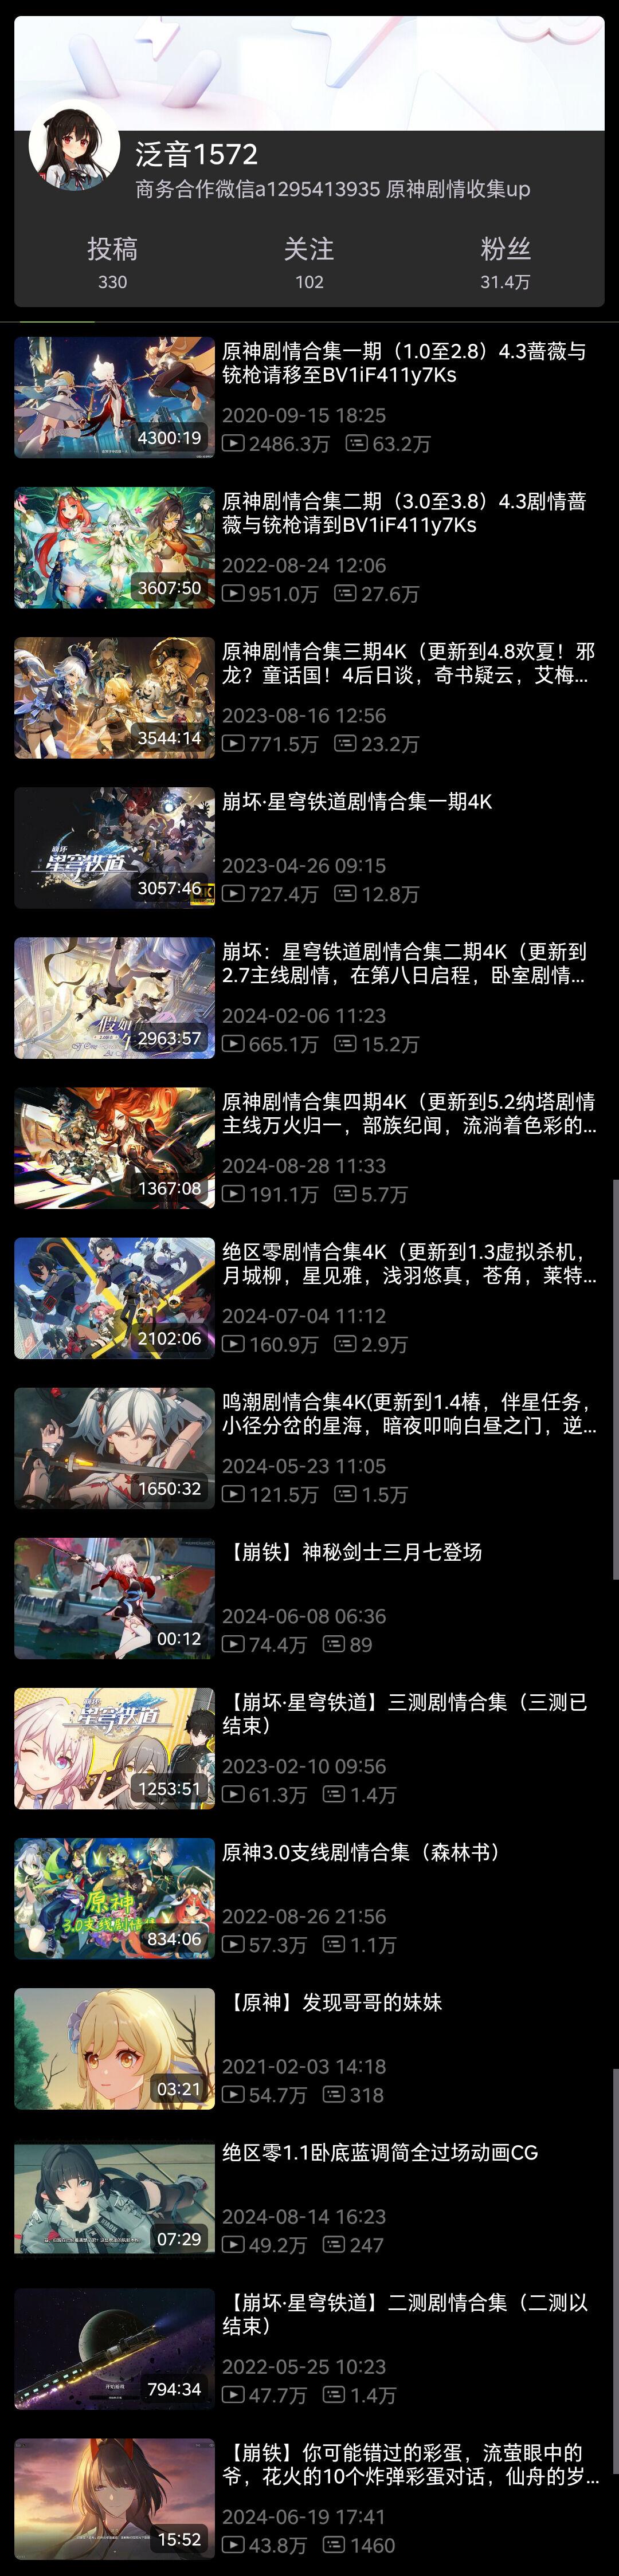 泛音1572
商务合作微信a1295413935 原神剧情收集up
投稿
关注
粉丝
330
102
31.4万
4300:19
原神剧情合集一期（1.0至2.8）4.3蔷薇与
铳枪请移至BV1iF411y7Ks
2020-09-15 18:25
2486.3万 63.2万
3607:50
原神剧情合集二期（3.0至3.8）4.3剧情蔷
薇与铳枪请到BV1iF411y7Ks
2022-08-24 12:06
951.0万 27.6万
3544:14
原神剧情合集三期4K（更新到4.8欢夏！邪
龙？童话国！4后日谈，奇书疑云，艾梅...
2023-08-16 12:56
771.5万 23.2万
崩坏
星穹铁道
3057:46
崩坏·星穹铁道剧情合集一期4K
2023-04-26 09:15
727.4万 12.8万
2963:57
崩坏：星穹铁道剧情合集二期4K（更新到
2.7主线剧情，在第八日启程，卧室剧情...
2024-02-06 11:23
665.1万 15.2万
1367:08
原神剧情合集四期4K（更新到5.2纳塔剧情
主线万火归一，部族纪闻，流淌着色彩的...
2024-08-28 11:33
191.1万 5.7万
2102:06
绝区零剧情合集4K（更新到1.3虚拟杀机，
月城柳，星见雅，浅羽悠真，苍角，莱特...
2024-07-04 11:12
160.9万 2.9万
1650:32
鸣潮剧情合集4K(更新到1.4椿，伴星任务，
小径分岔的星海，暗夜叩响白昼之门，逆...
2024-05-23 11:05
121.5万 1.5万
00:12
【崩铁】神秘剑士三月七登场
2024-06-08 06:36
74.4万 89
星穹铁道
1253:51
【崩坏·星穹铁道】三测剧情合集（三测已
结束）
2023-02-10 09:56
61.3万 1.4万
原神
3.0支线剧情
834:06
原神3.0支线剧情合集（森林书）
2022-08-26 21:56
57.3万 1.1万
03:21
【原神】发现哥哥的妹妹
2021-02-03 14:18
54.7万 318
07:29
绝区零1.1卧底蓝调简全过场动画CG
2024-08-14 16:23
49.2万 247
794:34
【崩坏·星穹铁道】二测剧情合集（二测以
结束）
2022-05-25 10:23
47.7万 1.4万
15:52
【崩铁】你可能错过的彩蛋，流萤眼中的
爷，花火的10个炸弹彩蛋对话，仙舟的岁...
2024-06-19 17:41
43.8万 1460